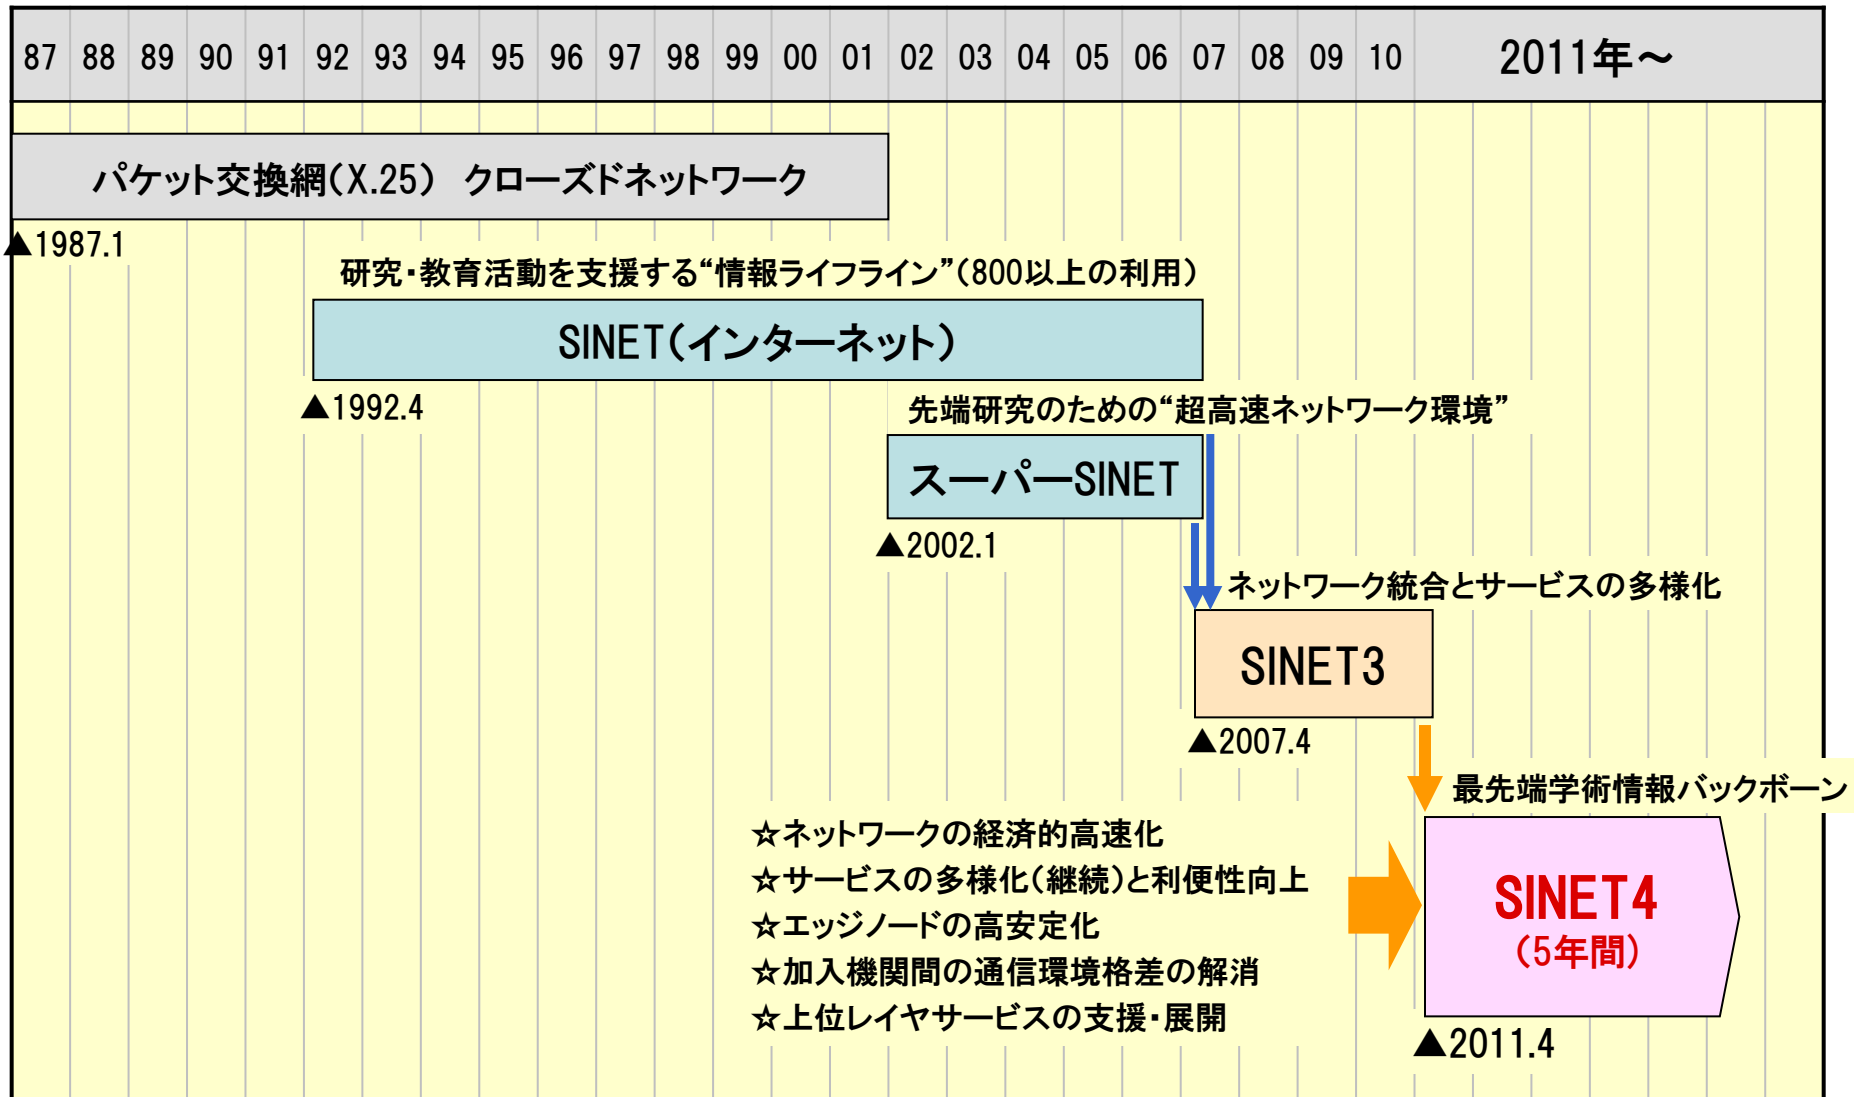 87 88 89 90 91 92 93 94 95 96 97 98 99 00 01 02 03 04 05 06 07 08 09 10 2011年～
パケット交換網(X.25) クローズドネットワーク
▲1987.1
研究・教育活動を支援する“情報ライフライン”(800以上の利用)
SINET(インターネット)
▲1992.4
先端研究のための“超高速ネットワーク環境”
スーパーSINET
▲2002.1
ネットワーク統合とサービスの多様化
SINET3
▲2007.4
最先端学術情報バックボーン
☆ネットワークの経済的高速化
☆サービスの多様化(継続)と利便性向上
☆エッジノードの高安定化
☆加入機関間の通信環境格差の解消
☆上位レイヤサービスの支援・展開
SINET4
(5年間)
▲2011.4